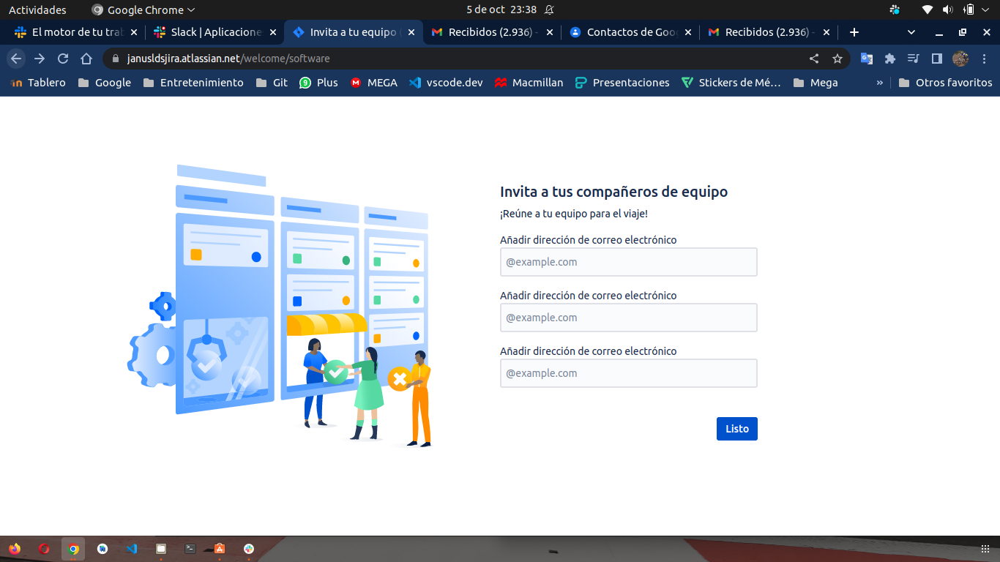 Actividades
Google Chrome
5 de oct 23:38
El motor de tu tra
Slack | Aplicacione
Invita a tu equipo
Recibidos (2.936) -
Contactos de Goo
Recibidos (2.936) -
janusldsjira.atlassian.net/welcome/software
Tablero
Google
Entretenimiento
Git
9
Plus
MEGA
vscode.dev
Macmillan
Presentaciones
Stickers de Mé…
Mega
»
Otros favoritos
Invita a tus compañeros de equipo
¡Reúne a tu equipo para el viaje!
Añadir dirección de correo electrónico
@example.com
Añadir dirección de correo electrónico
@example.com
Añadir dirección de correo electrónico
@example.com
Listo